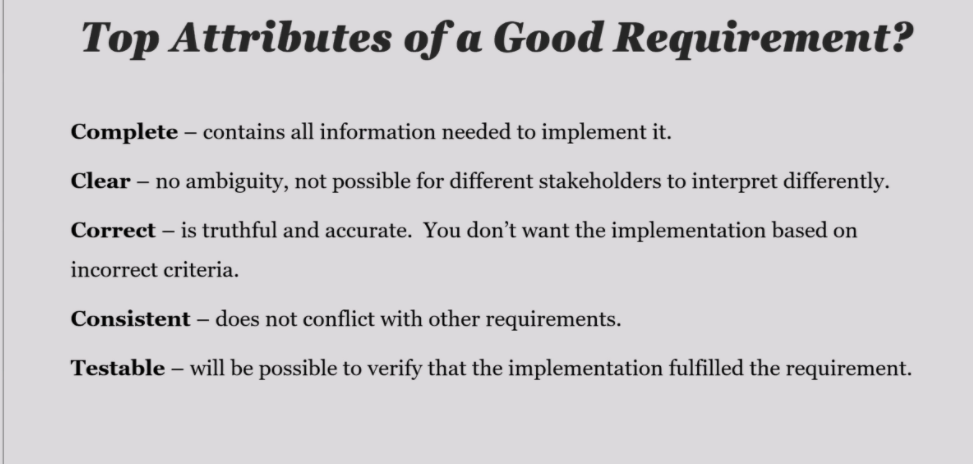 Top Attributes of a Good Requirement?
Complete – contains all information needed to implement it.
Clear – no ambiguity, not possible for different stakeholders to interpret differently.
Correct – is truthful and accurate.  You don’t want the implementation based on
incorrect criteria.
Consistent – does not conflict with other requirements.
Testable – will be possible to verify that the implementation fulfilled the requirement.